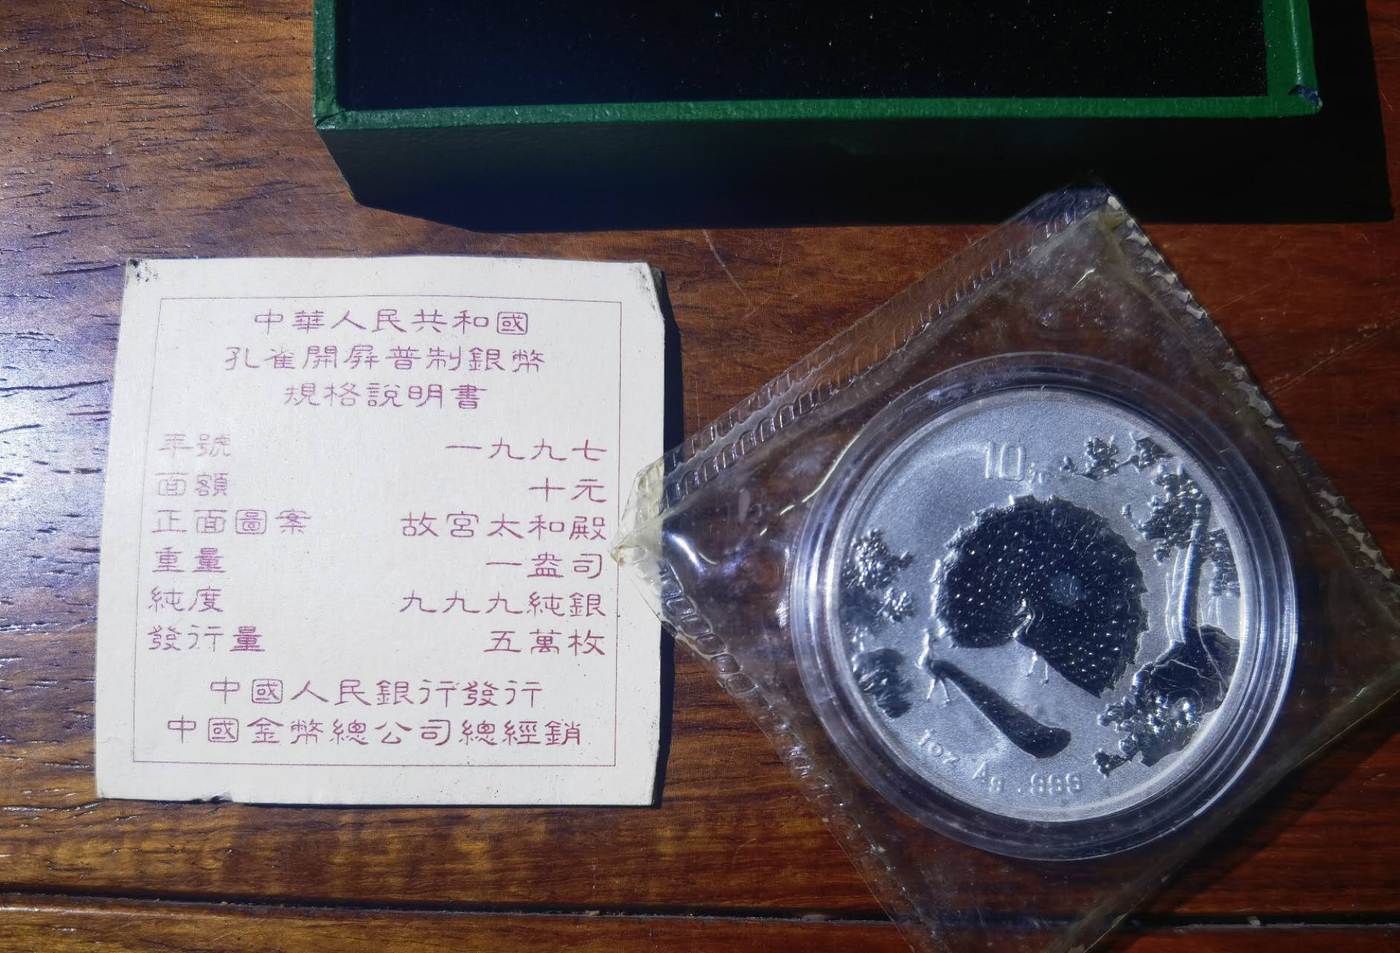 中華人民共和國
孔雀開屏普制銀幣
規格說明書
年號 一九九七
面額 十元
正面圖案 故宮太和殿
重量 一盎司
純度 九九九純銀
發行量 五萬枚
中國人民銀行發行
中國金幣總公司總經銷
10元
1oz Ag .999